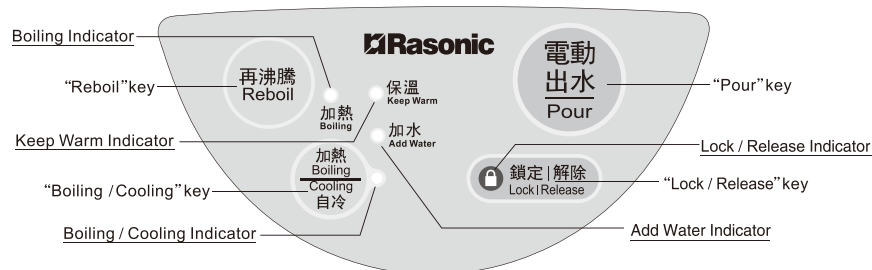 Boiling Indicator
Rasonic
電動
出水
Pour
再沸騰
Reboil
“Reboil”key
保溫
Keep Warm
“Pour”key
加熱
Boiling
加水
Add Water
Keep Warm Indicator
Lock / Release Indicator
加熱
Boiling
Cooling
自冷
鎖定|解除
Lock|Release
“Boiling / Cooling”key
“Lock / Release”key
Boiling / Cooling Indicator
Add Water Indicator